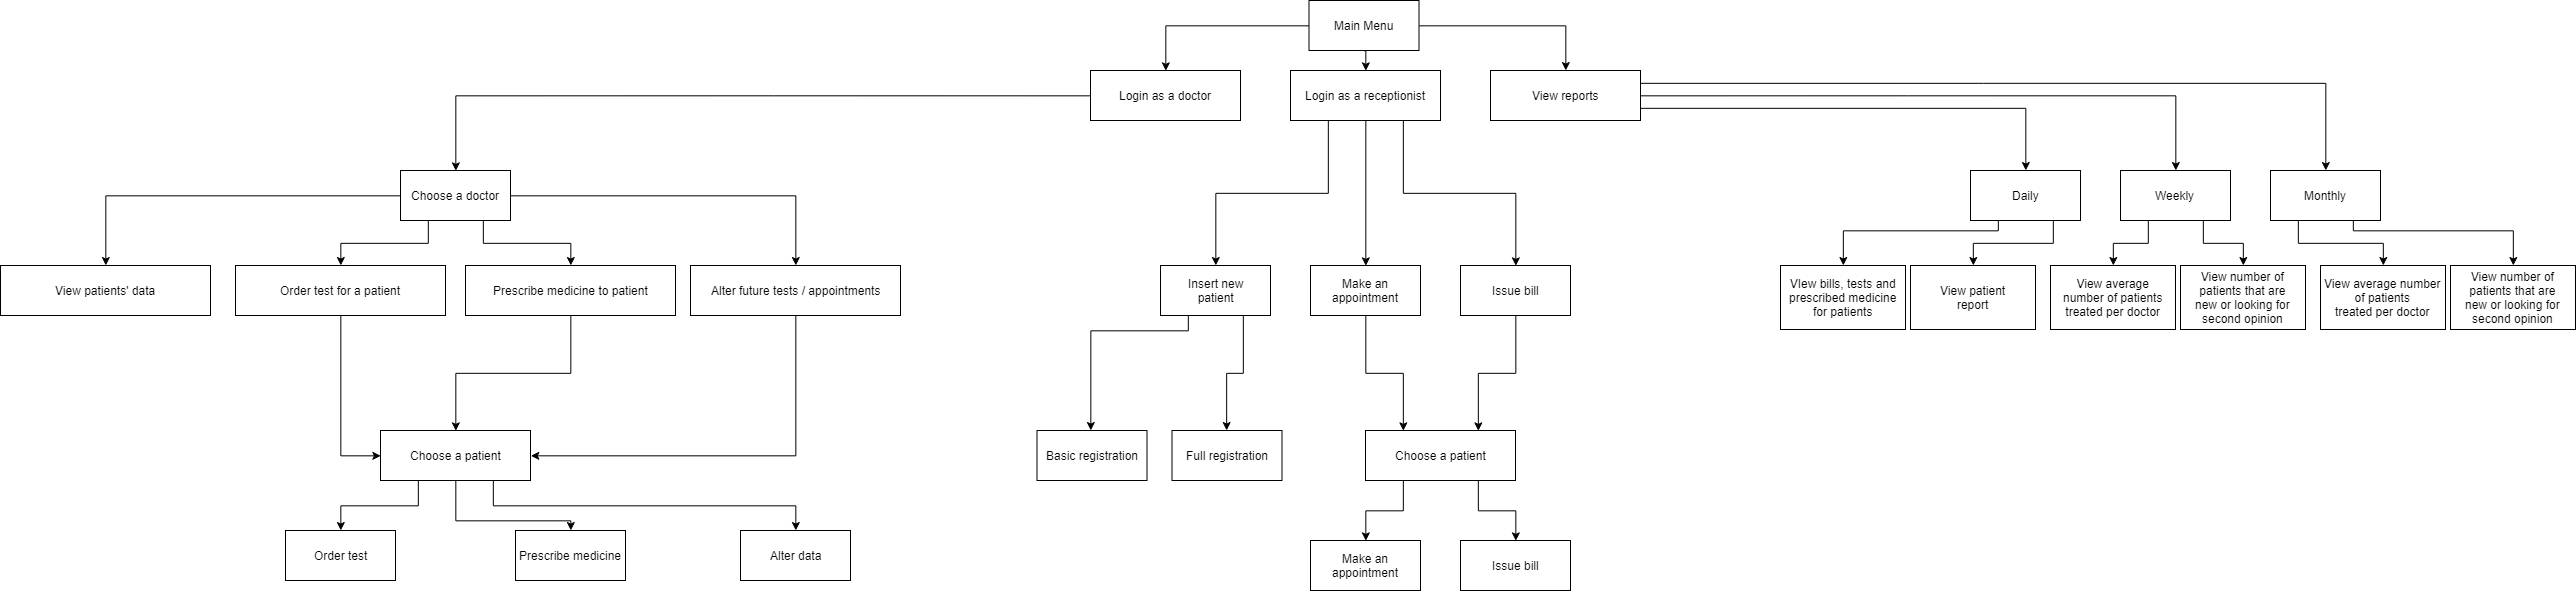 Main Menu
Login as a doctor
Login as a receptionist
View reports
Choose a doctor
Daily
Weekly
Monthly
View patients' data
Order test for a patient
Prescribe medicine to patient
Alter future tests / appointments
Insert new
patient
Make an
appointment
Issue bill
VIew bills, tests and
prescribed medicine
for patients
View patient
report
View average
number of patients
treated per doctor
View number of
patients that are
new or looking for
second opinion
View average number
of patients
treated per doctor
View number of
patients that are
new or looking for
second opinion
Choose a patient
Basic registration
Full registration
Choose a patient
Order test
Prescribe medicine
Alter data
Make an
appointment
Issue bill